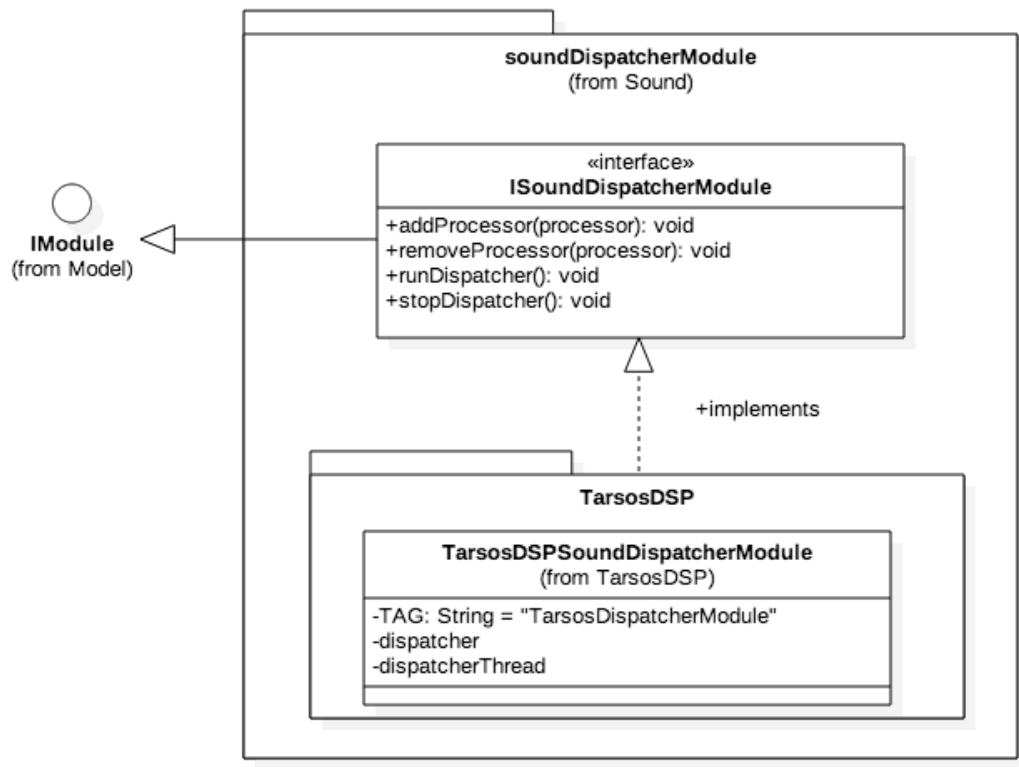 soundDispatcherModule
(from Sound)
«interface»
ISoundDispatcherModule
+addProcessor(processor): void
+removeProcessor(processor): void
+runDispatcher(): void
+stopDispatcher(): void
IModule
(from Model)
+implements
TarsosDSP
TarsosDSPSoundDispatcherModule
(from TarsosDSP)
-TAG: String = "TarsosDispatcherModule"
-dispatcher
-dispatcherThread